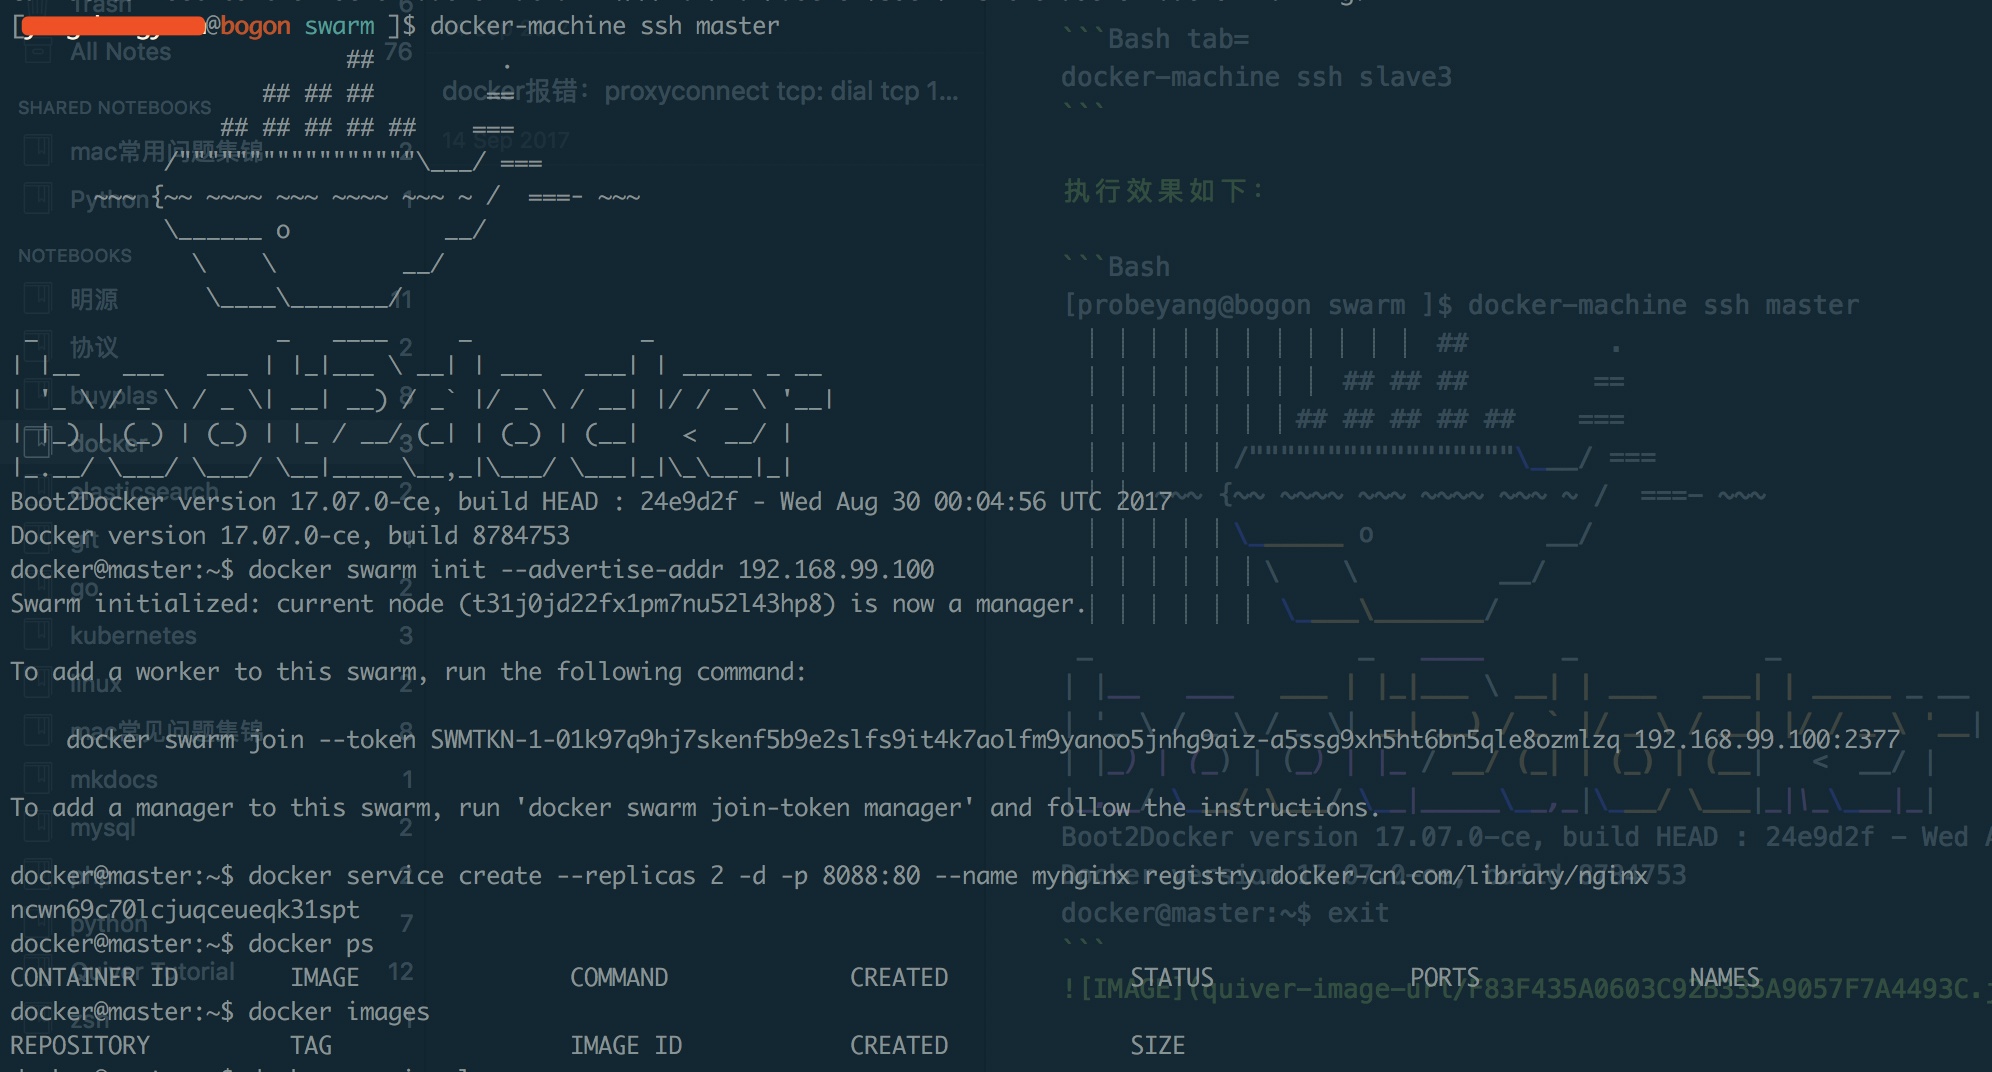 [@bogon swarm ]$ docker-machine ssh master
Boot2Docker version 17.07.0-ce, build HEAD : 24e9d2f - Wed Aug 30 00:04:56 UTC 2017
Docker version 17.07.0-ce, build 8784753
docker@master:~$ docker swarm init --advertise-addr 192.168.99.100
Swarm initialized: current node (t31j0jd22fx1pm7nu52l43hp8) is now a manager.
To add a worker to this swarm, run the following command:
docker swarm join --token SWMTKN-1-01k97q9hj7skenf5b9e2slfs9it4k7aolfm9yanoo5jnhg9aiz-a5ssg9xh5ht6bn5qle8ozmlzq 192.168.99.100:2377
To add a manager to this swarm, run 'docker swarm join-token manager' and follow the instructions.
docker@master:~$ docker service create --replicas 2 -d -p 8088:80 --name mynginx registry.docker-cn.com/library/nginx
ncwn69c70lcjuqceueqk31spt
docker@master:~$ docker ps
CONTAINER ID IMAGE COMMAND CREATED STATUS PORTS NAMES
docker@master:~$ docker images
REPOSITORY TAG IMAGE ID CREATED SIZE
Trash 6
All Notes 76
SHARED NOTEBOOKS
mac常用问题集锦 2
Python 1
NOTEBOOKS
明源 11
协议 2
buyplas 8
docker 3
elasticsearch 2
git
go 2
kubernetes 3
linux 2
mac常见问题集锦 8
mkdocs 1
mysql 2
python 7
Quiver Tutorial 12
zsh 1
docker报错：proxyconnect tcp: dial tcp 1...
14 Sep 2017
```Bash tab=
docker-machine ssh slave3
```
执行效果如下：
```Bash
[probeyang@bogon swarm ]$ docker-machine ssh master
Boot2Docker version 17.07.0-ce, build HEAD : 24e9d2f - Wed
Docker version 17.07.0-ce, build 8784753
docker@master:~$ exit
```
![IMAGE](quiver-image-url/F83F435A0603C92B335A9057F7A4493C.j